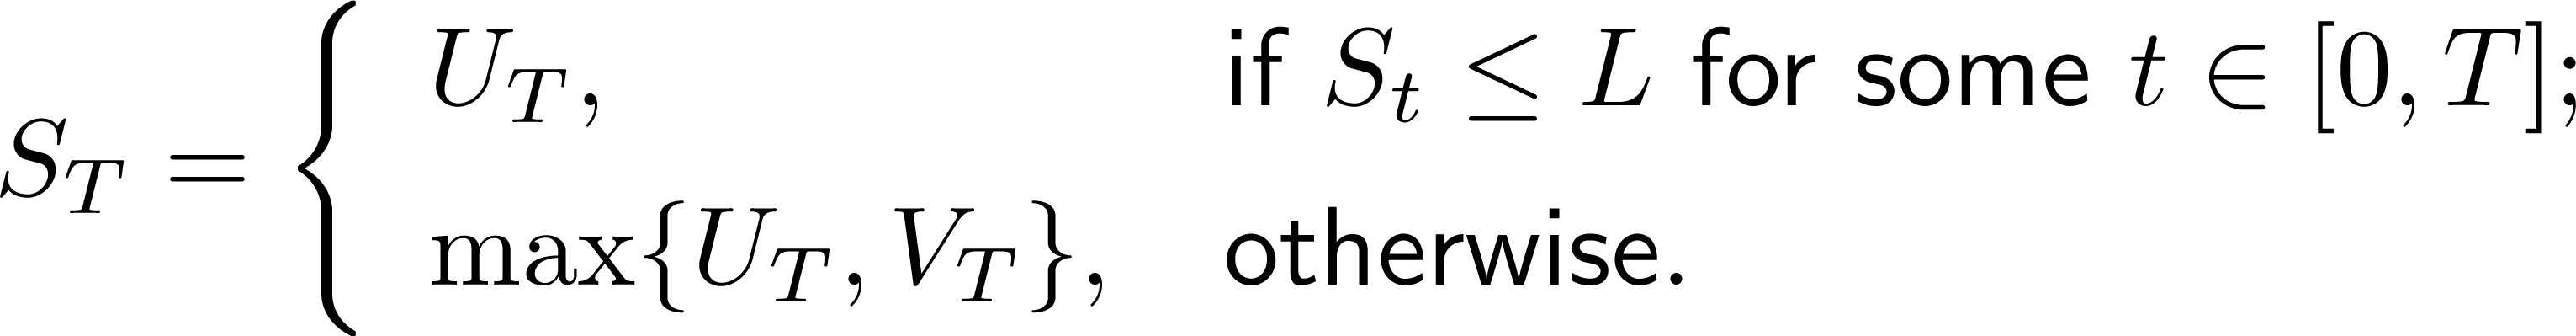 S_T = { U_T, if S_t ≤ L for some t ∈ [0, T];
max{U_T, V_T}, otherwise.